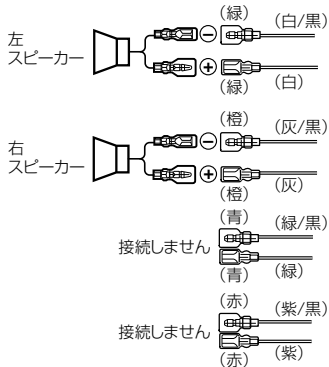 (緑) (白/黒)
左
スピーカー
⊖
⊕
(緑) (白)
(橙) (灰/黒)
右
スピーカー
⊖
⊕
(橙) (灰)
(青) (緑/黒)
接続しません
(青) (緑)
(赤) (紫/黒)
接続しません
(赤) (紫)